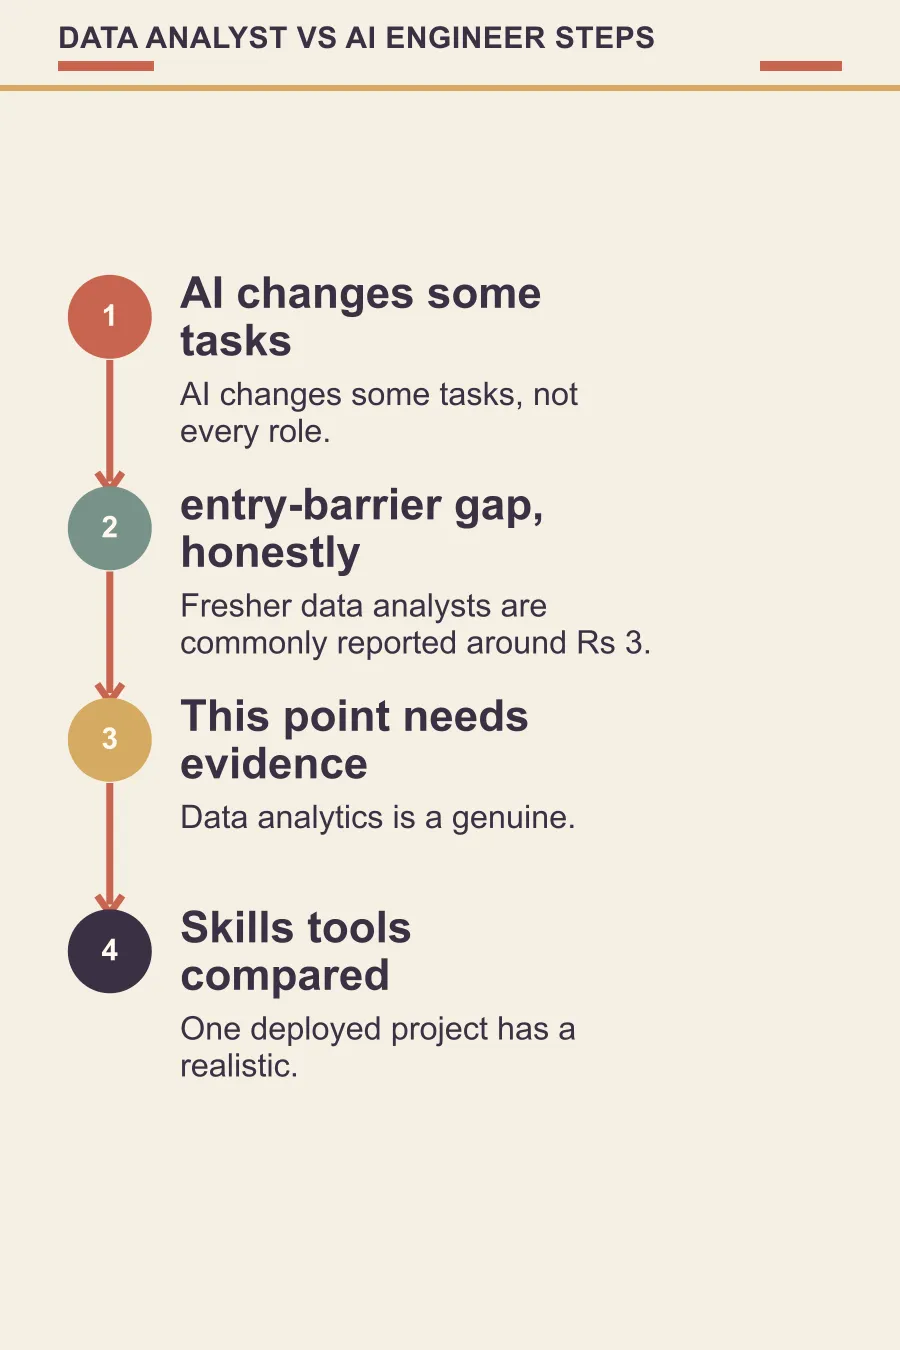 DATA ANALYST VS AI ENGINEER STEPS
1
AI changes some
tasks
AI changes some tasks, not
every role.
2
entry-barrier gap,
honestly
Fresher data analysts are
commonly reported around Rs 3.
3
This point needs
evidence
Data analytics is a genuine.
4
Skills tools
compared
One deployed project has a
realistic.